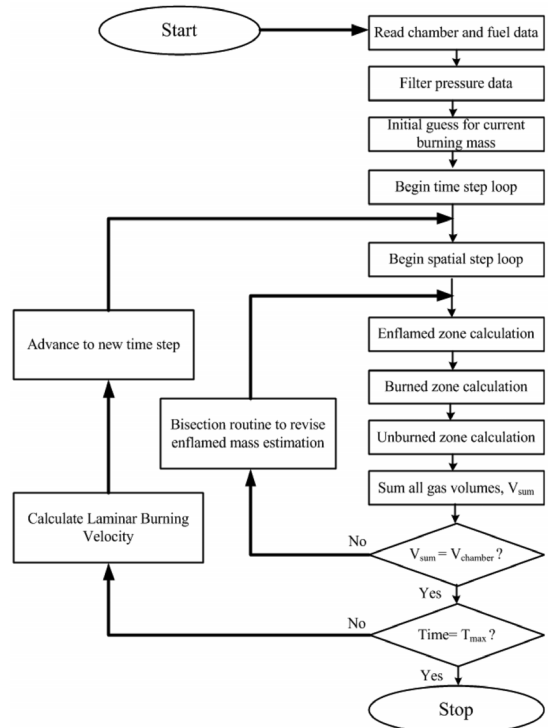 Start
Read chamber and fuel data
Filter pressure data
Initial guess for current
burning mass
Begin time step loop
Begin spatial step loop
Advance to new time step
Enflamed zone calculation
Burned zone calculation
Bisection routine to revise
enflamed mass estimation
Unburned zone calculation
Sum all gas volumes, Vsum
Calculate Laminar Burning
Velocity
No
Vsum = Vchamber ?
Yes
No
Time= Tmax ?
Yes
Stop